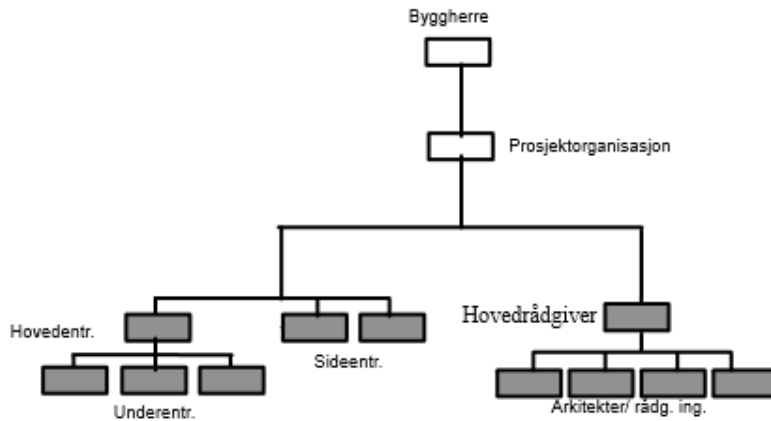 Byggherre
Prosjektorganisasjon
Hovedentr.
Hovedrådgiver
Sideentr.
Underentr.
Arkitekter/ rådg. ing.